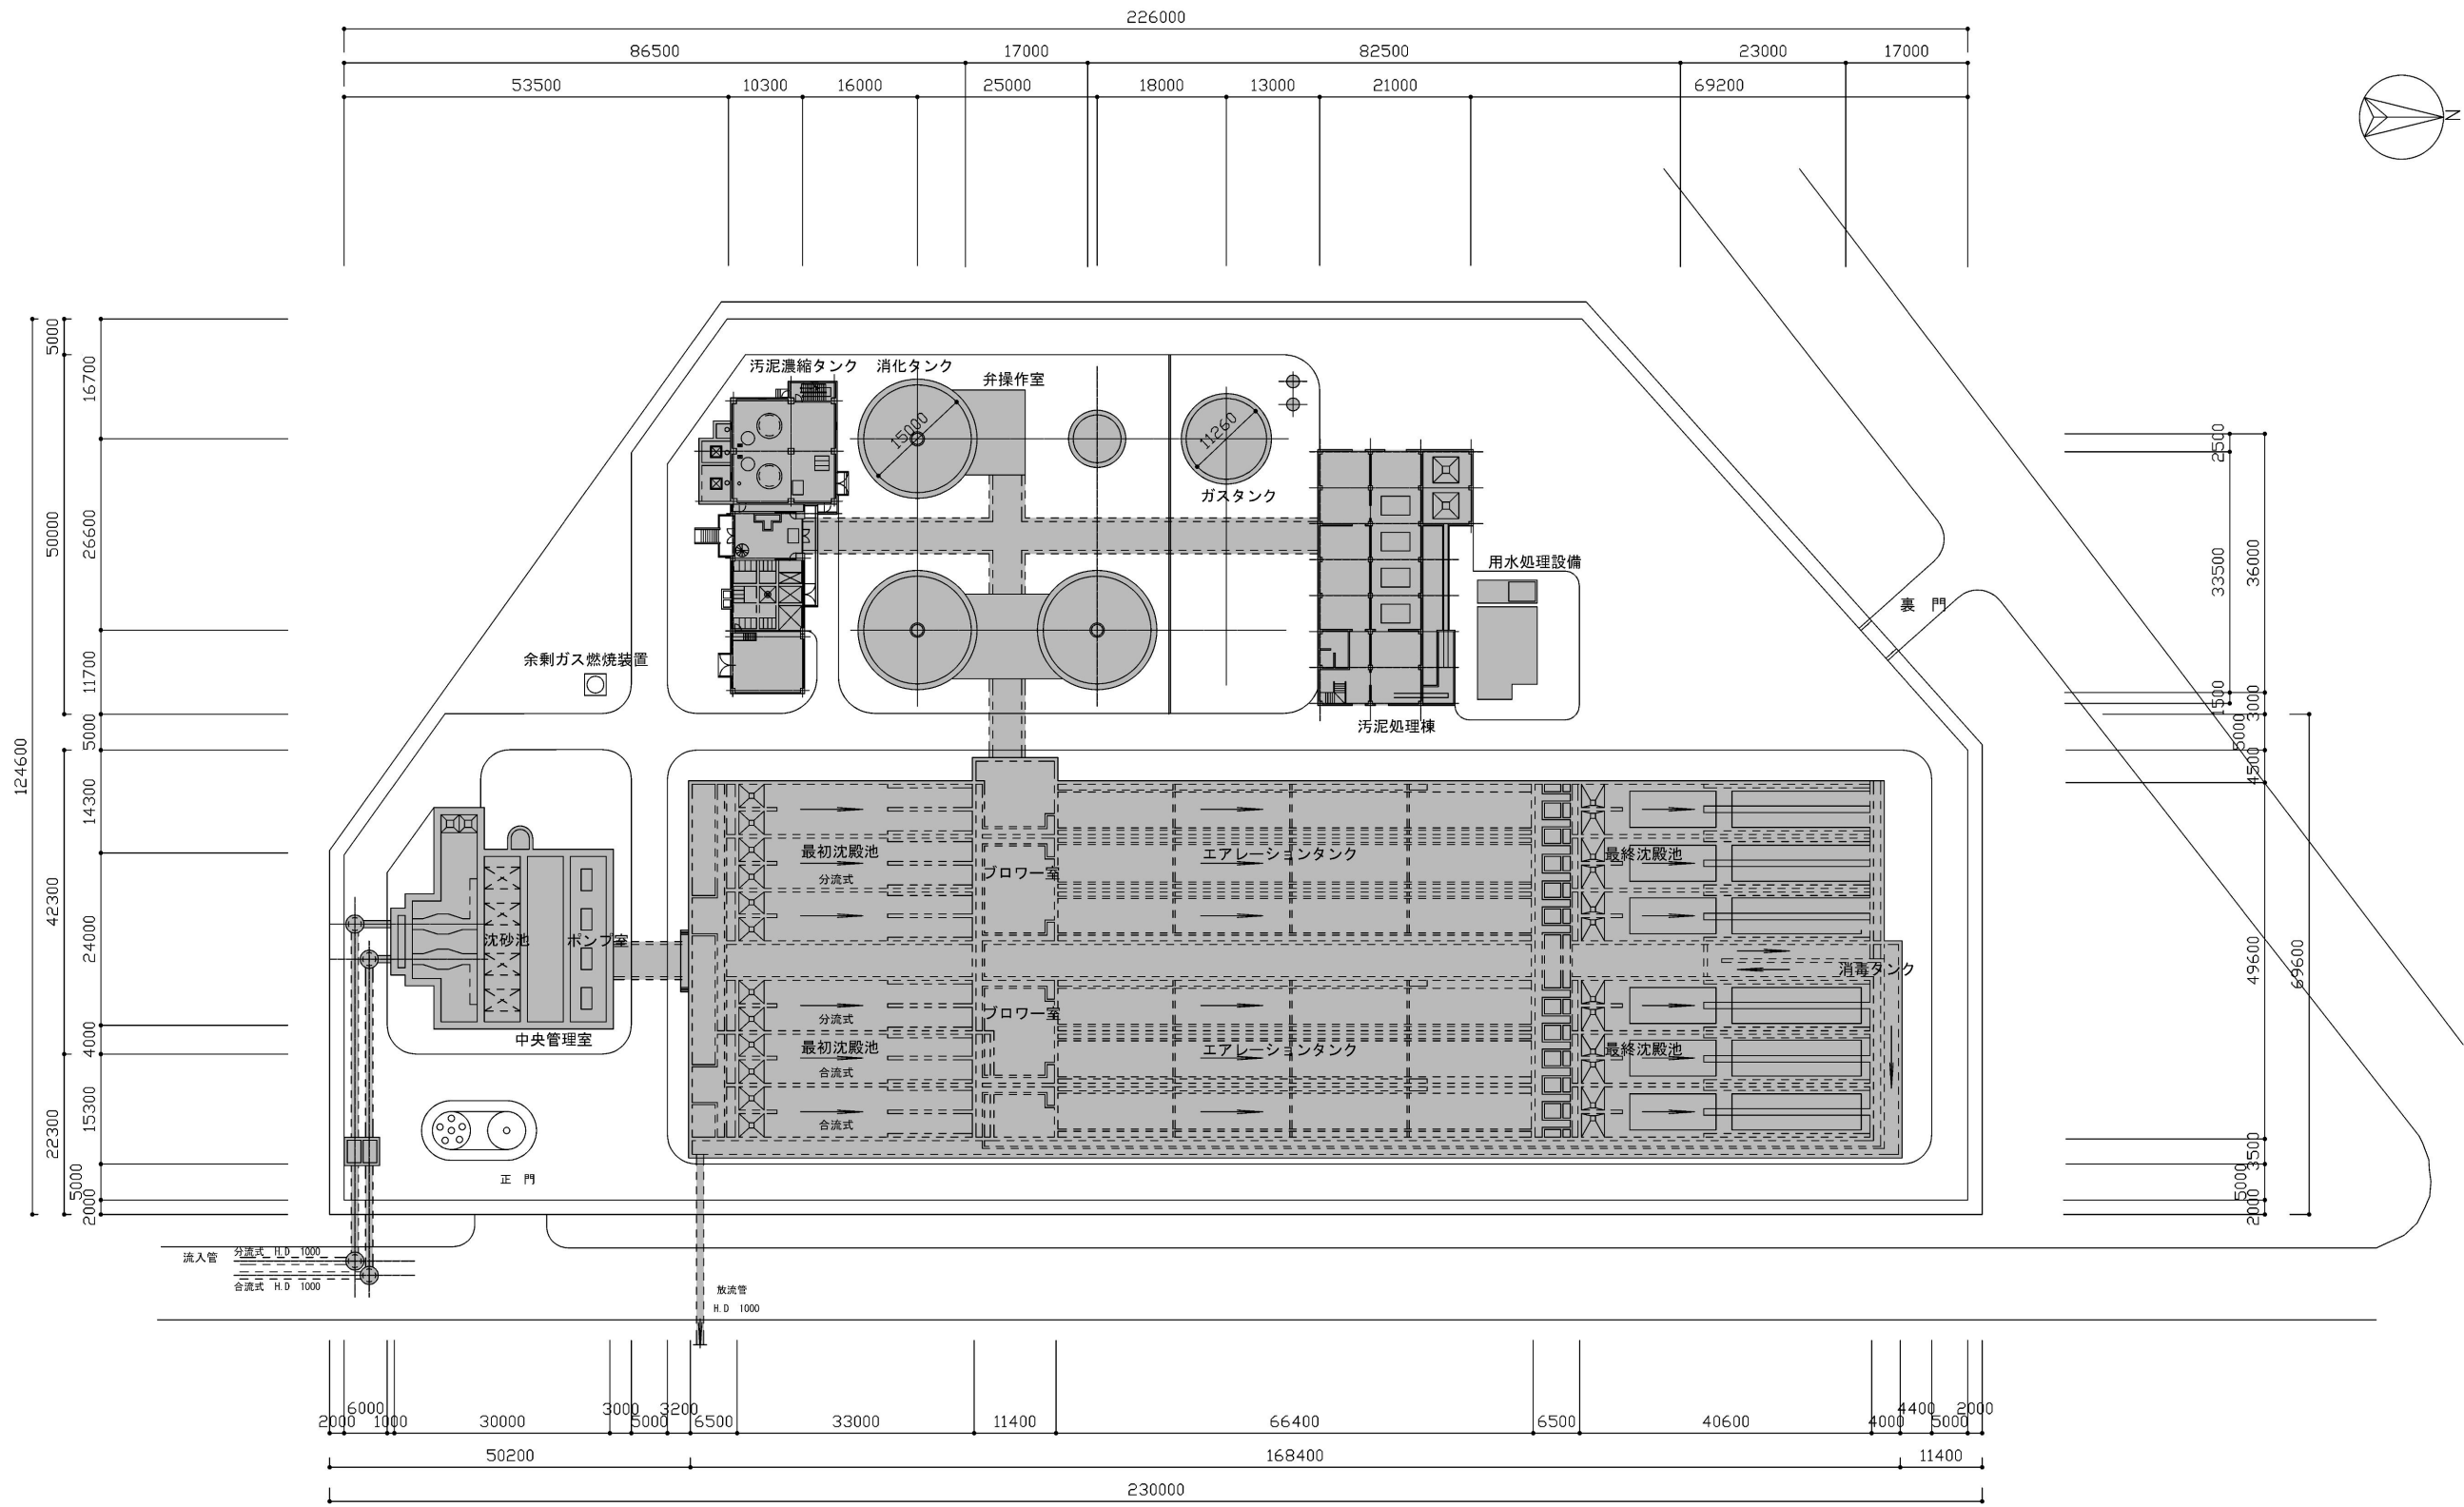 226000
86500 17000 82500 23000 17000
53500 10300 16000 25000 18000 13000 21000 69200
N
124600
5000
50000
42300
22300
16700
26600
11700
5000
14300
24000
4000
15300
5000
2000
汚泥濃縮タンク
消化タンク
弁操作室
15000
11260
ガスタンク
用水処理設備
裏 門
余剰ガス燃焼装置
汚泥処理棟
最初沈殿池
分流式
ブロワー室
エアレーションタンク
最終沈殿池
沈砂池
ポンプ室
消毒タンク
中央管理室
分流式
ブロワー室
最初沈殿池
エアレーションタンク
最終沈殿池
合流式
合流式
正 門
流入管
分流式 H.D 1000
合流式 H.D 1000
放流管
H.D 1000
2500
33500
1500
36000
3000
5000
4500
49600
69600
3500
5000
2000
2000 6000 1000 30000 3000 5000 3200 6500 33000 11400 66400 6500 40600 4000 4400 5000 2000
50200 168400 11400
230000